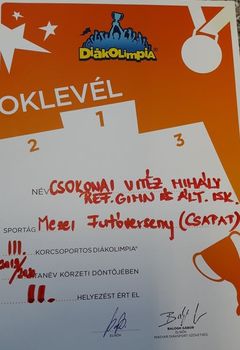 DIÁKOLIMPIA®
OKLEVÉL
2
3
NÉV CSOKONAI VITÉZ MIHÁLY
REF. GIMN ÉS ÁLT. ISK.
SPORTÁG Mezei Futóverseny (CSAPAT)
III. KORCSOPORTOS DIÁKOLIMPIA®
TANÉV KÖRZETI DÖNTŐJÉBEN
II. HELYEZÉST ÉRT EL
ELNÖK
BALOGH GÁBOR
ELNÖK
MAGYAR DIÁKSPORT SZÖVETSÉG